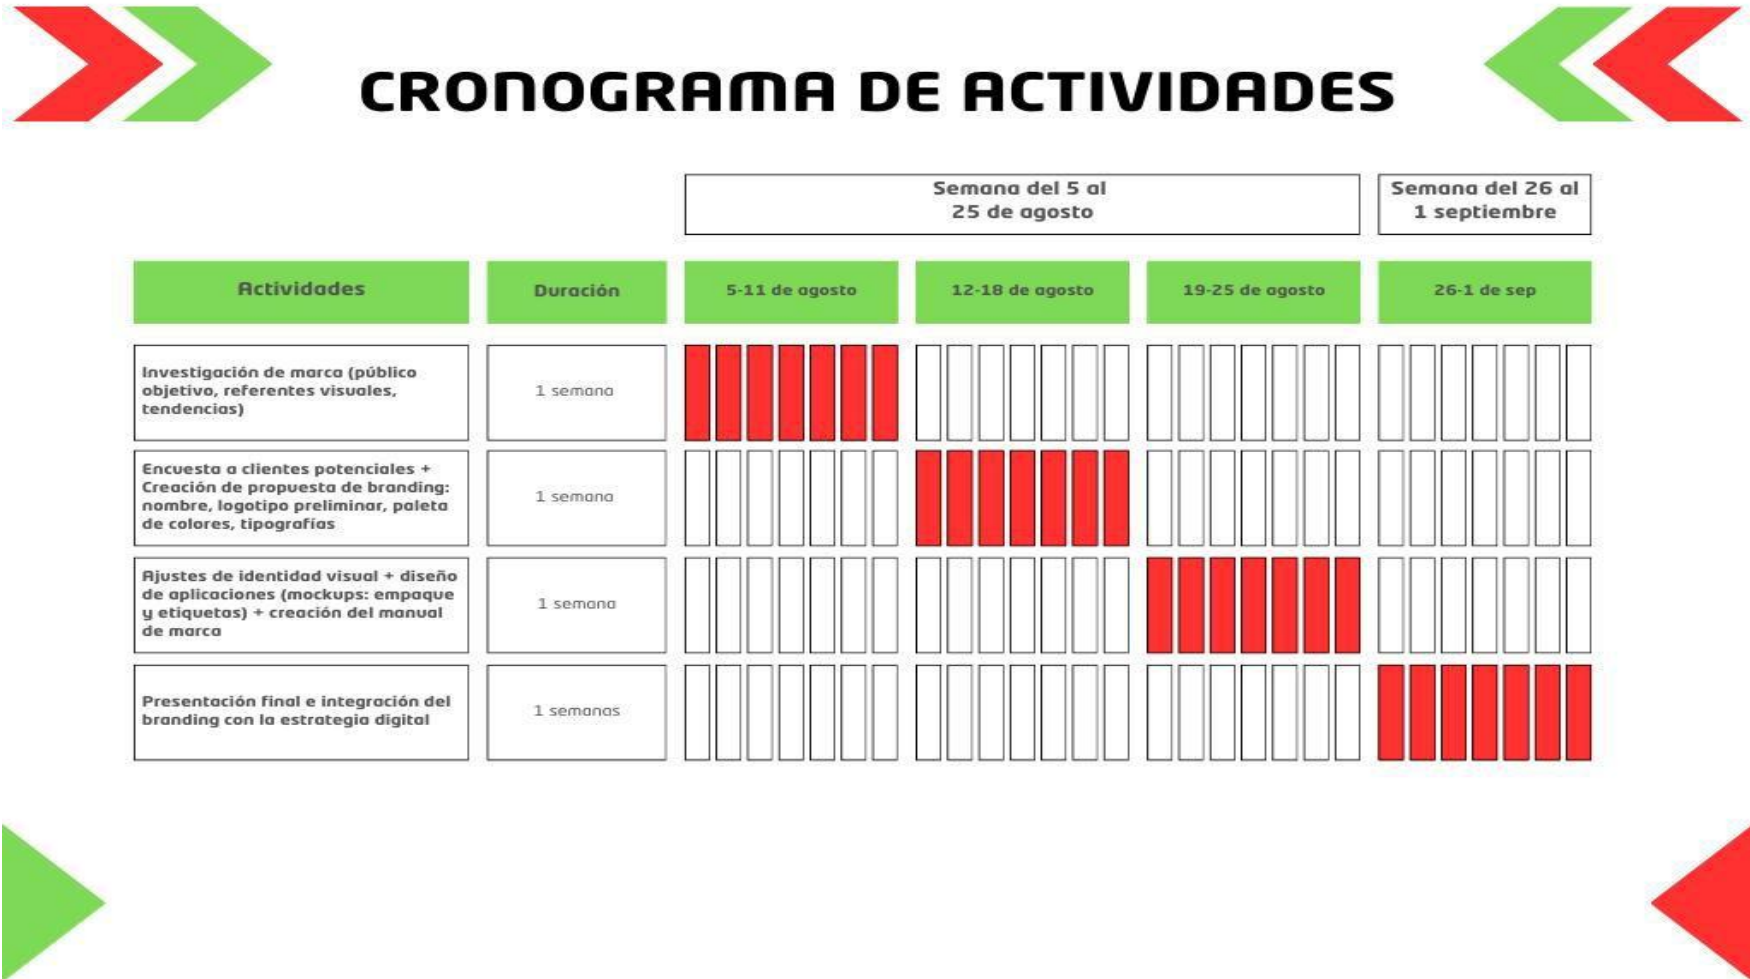 CRONOGRAMA DE ACTIVIDADES
Semana del 5 al
25 de agosto
Semana del 26 al
1 septiembre
Actividades
Duración
5-11 de agosto
12-18 de agosto
19-25 de agosto
26-1 de sep
Investigación de marca (público
objetivo, referentes visuales,
tendencias)
1 semana
Encuesta a clientes potenciales +
Creación de propuesta de branding:
nombre, logotipo preliminar, paleta
de colores, tipografías
1 semana
Ajustes de identidad visual + diseño
de aplicaciones (mockups: empaque
y etiquetas) + creación del manual
de marca
1 semana
Presentación final e integración del
branding con la estrategia digital
1 semanas